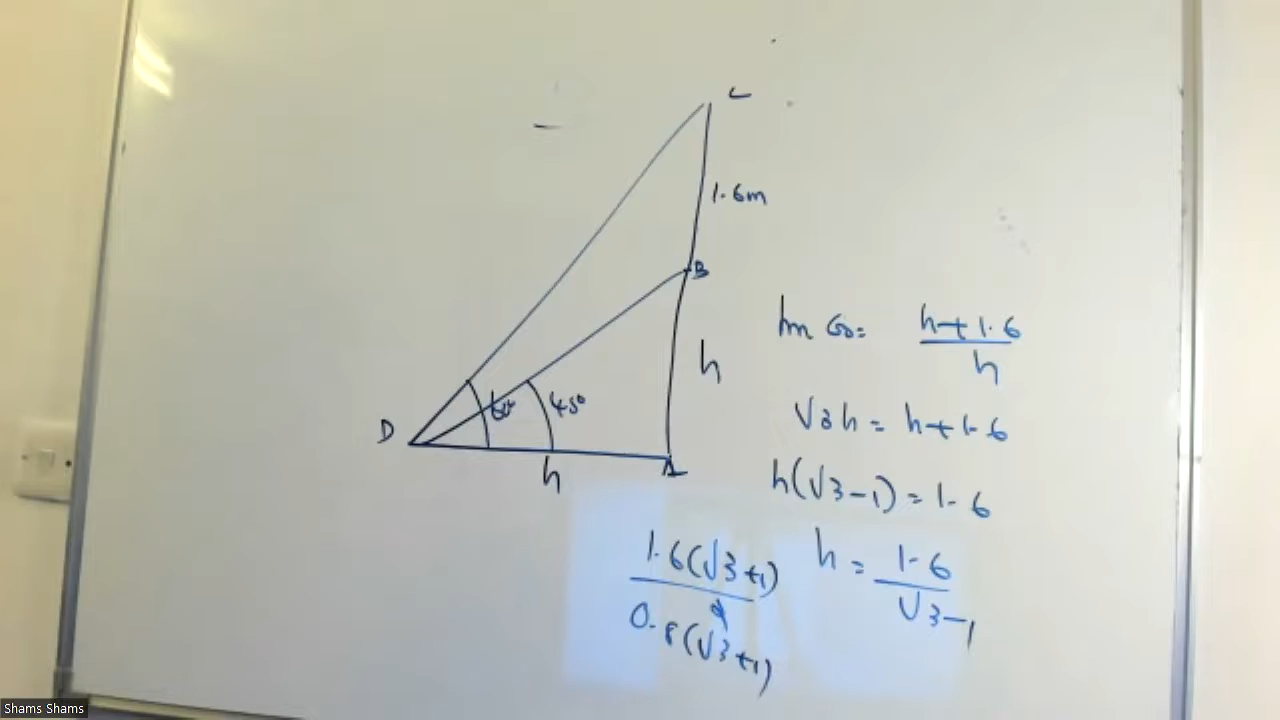 C
1.6m
B
h
D
60°
45°
h
A
tan 60 = h+1.6
h
√3h = h+1.6
h(√3-1) = 1.6
h = 1.6
√3-1
1.6(√3+1)
2
0.8(√3+1)
Shams Shams